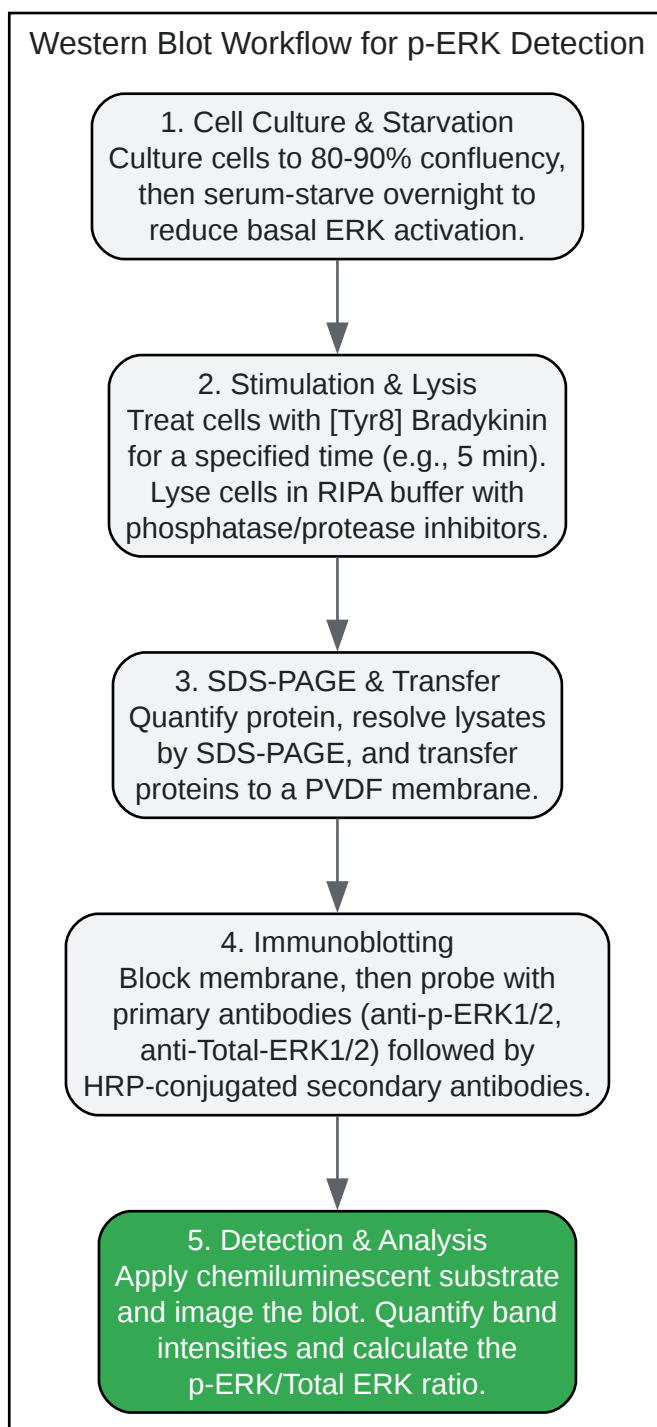 Western Blot Workflow for p-ERK Detection
1. Cell Culture & Starvation
Culture cells to 80-90% confluency,
then serum-starve overnight to
reduce basal ERK activation.
2. Stimulation & Lysis
Treat cells with [Tyr8] Bradykinin
for a specified time (e.g., 5 min).
Lyse cells in RIPA buffer with
phosphatase/protease inhibitors.
3. SDS-PAGE & Transfer
Quantify protein, resolve lysates
by SDS-PAGE, and transfer
proteins to a PVDF membrane.
4. Immunoblotting
Block membrane, then probe with
primary antibodies (anti-p-ERK1/2,
anti-Total-ERK1/2) followed by
HRP-conjugated secondary antibodies.
5. Detection & Analysis
Apply chemiluminescent substrate
and image the blot. Quantify band
intensities and calculate the
p-ERK/Total ERK ratio.